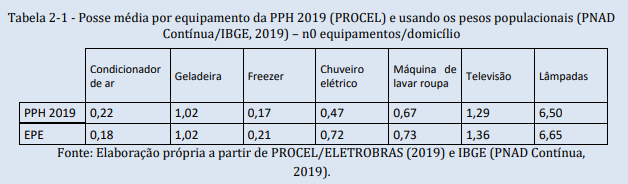 Tabela 2-1 - Posse média por equipamento da PPH 2019 (PROCEL) e usando os pesos populacionais (PNAD
Contínua/IBGE, 2019) – n0 equipamentos/domicílio
Condicionador de ar Geladeira Freezer Chuveiro elétrico Máquina de lavar roupa Televisão Lâmpadas
PPH 2019 0,22 1,02 0,17 0,47 0,67 1,29 6,50
EPE 0,18 1,02 0,21 0,72 0,73 1,36 6,65
Fonte: Elaboração própria a partir de PROCEL/ELETROBRAS (2019) e IBGE (PNAD Contínua,
2019).